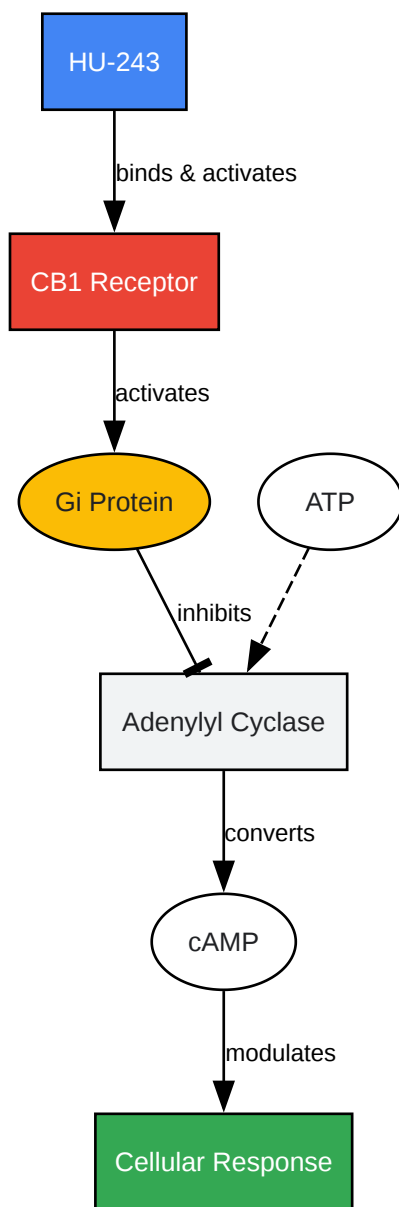 HU-243
binds & activates
CB1 Receptor
activates
Gi Protein
ATP
inhibits
Adenylyl Cyclase
converts
cAMP
modulates
Cellular Response